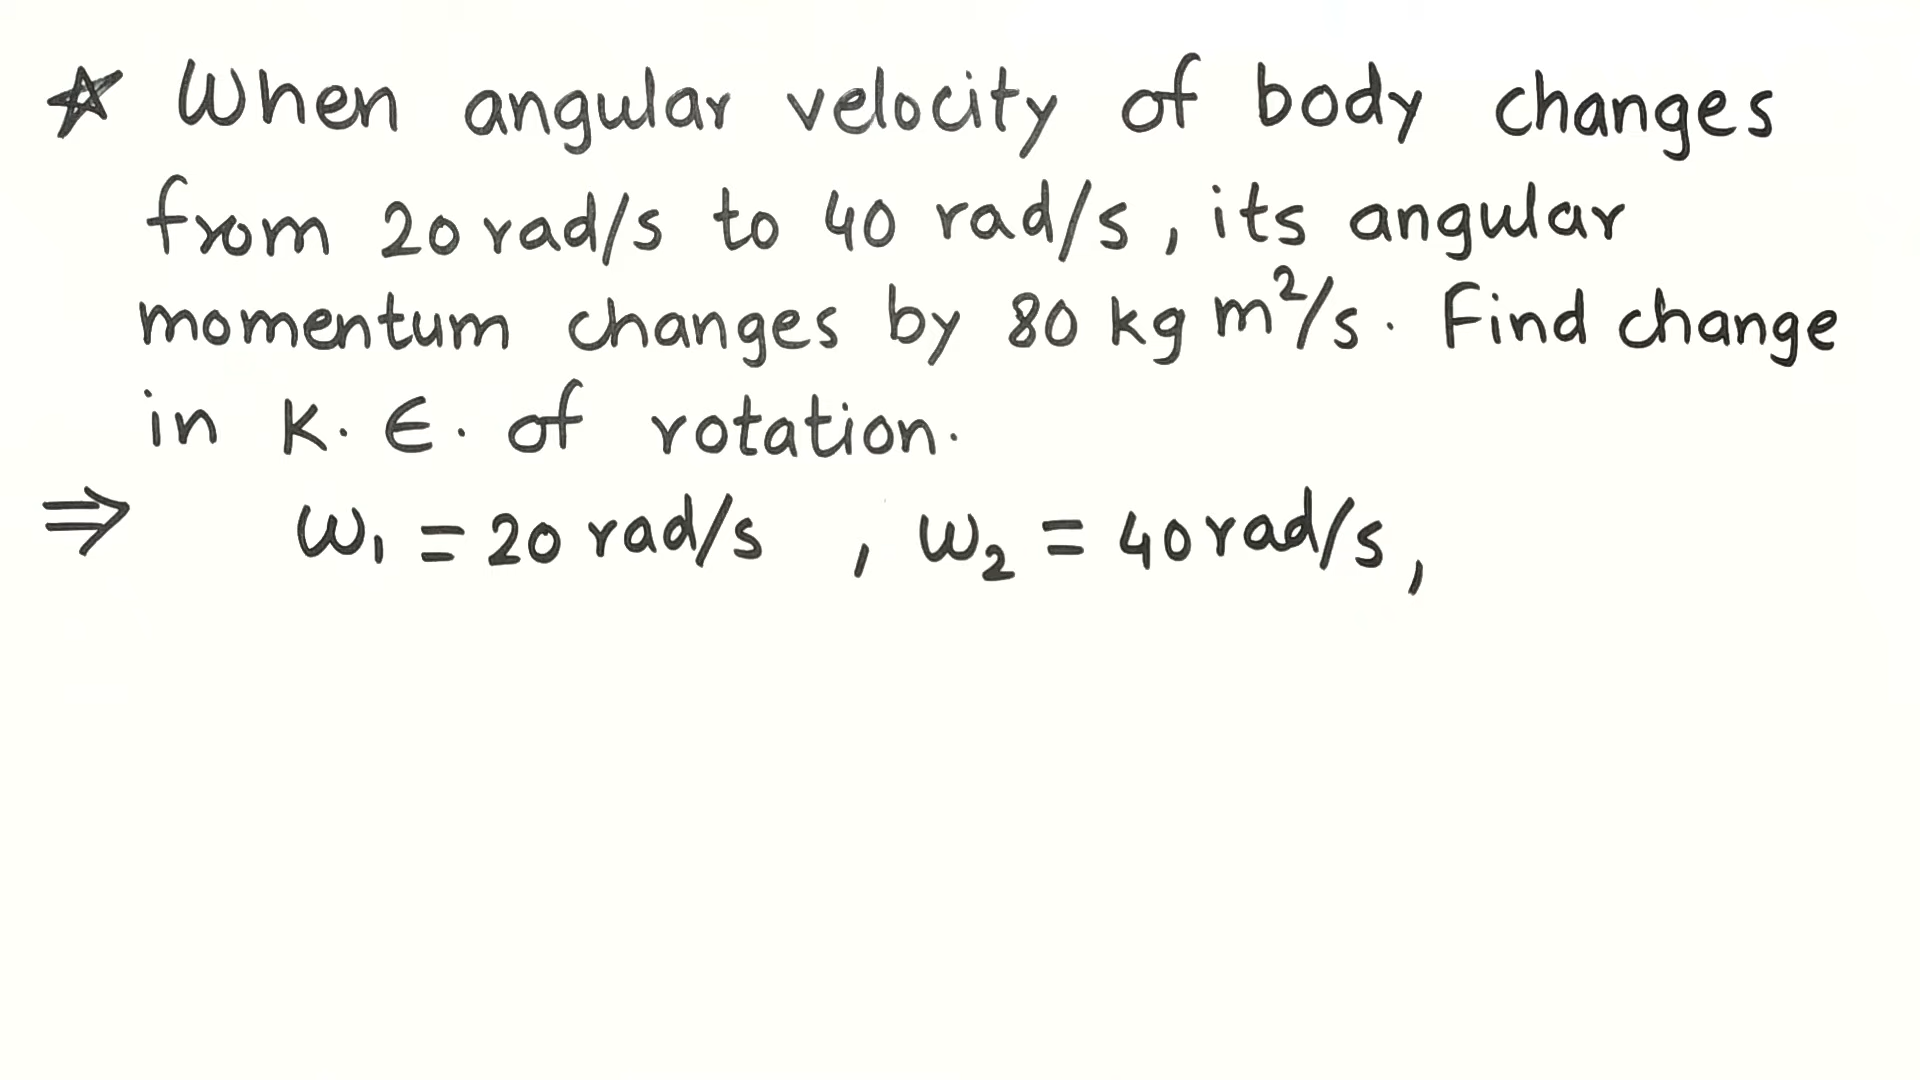 ☆ When angular velocity of body changes
from 20 rad/s to 40 rad/s, its angular
momentum changes by 80 kg m²/s. Find change
in K.E. of rotation.
⇒ ω₁ = 20 rad/s , ω₂ = 40 rad/s,